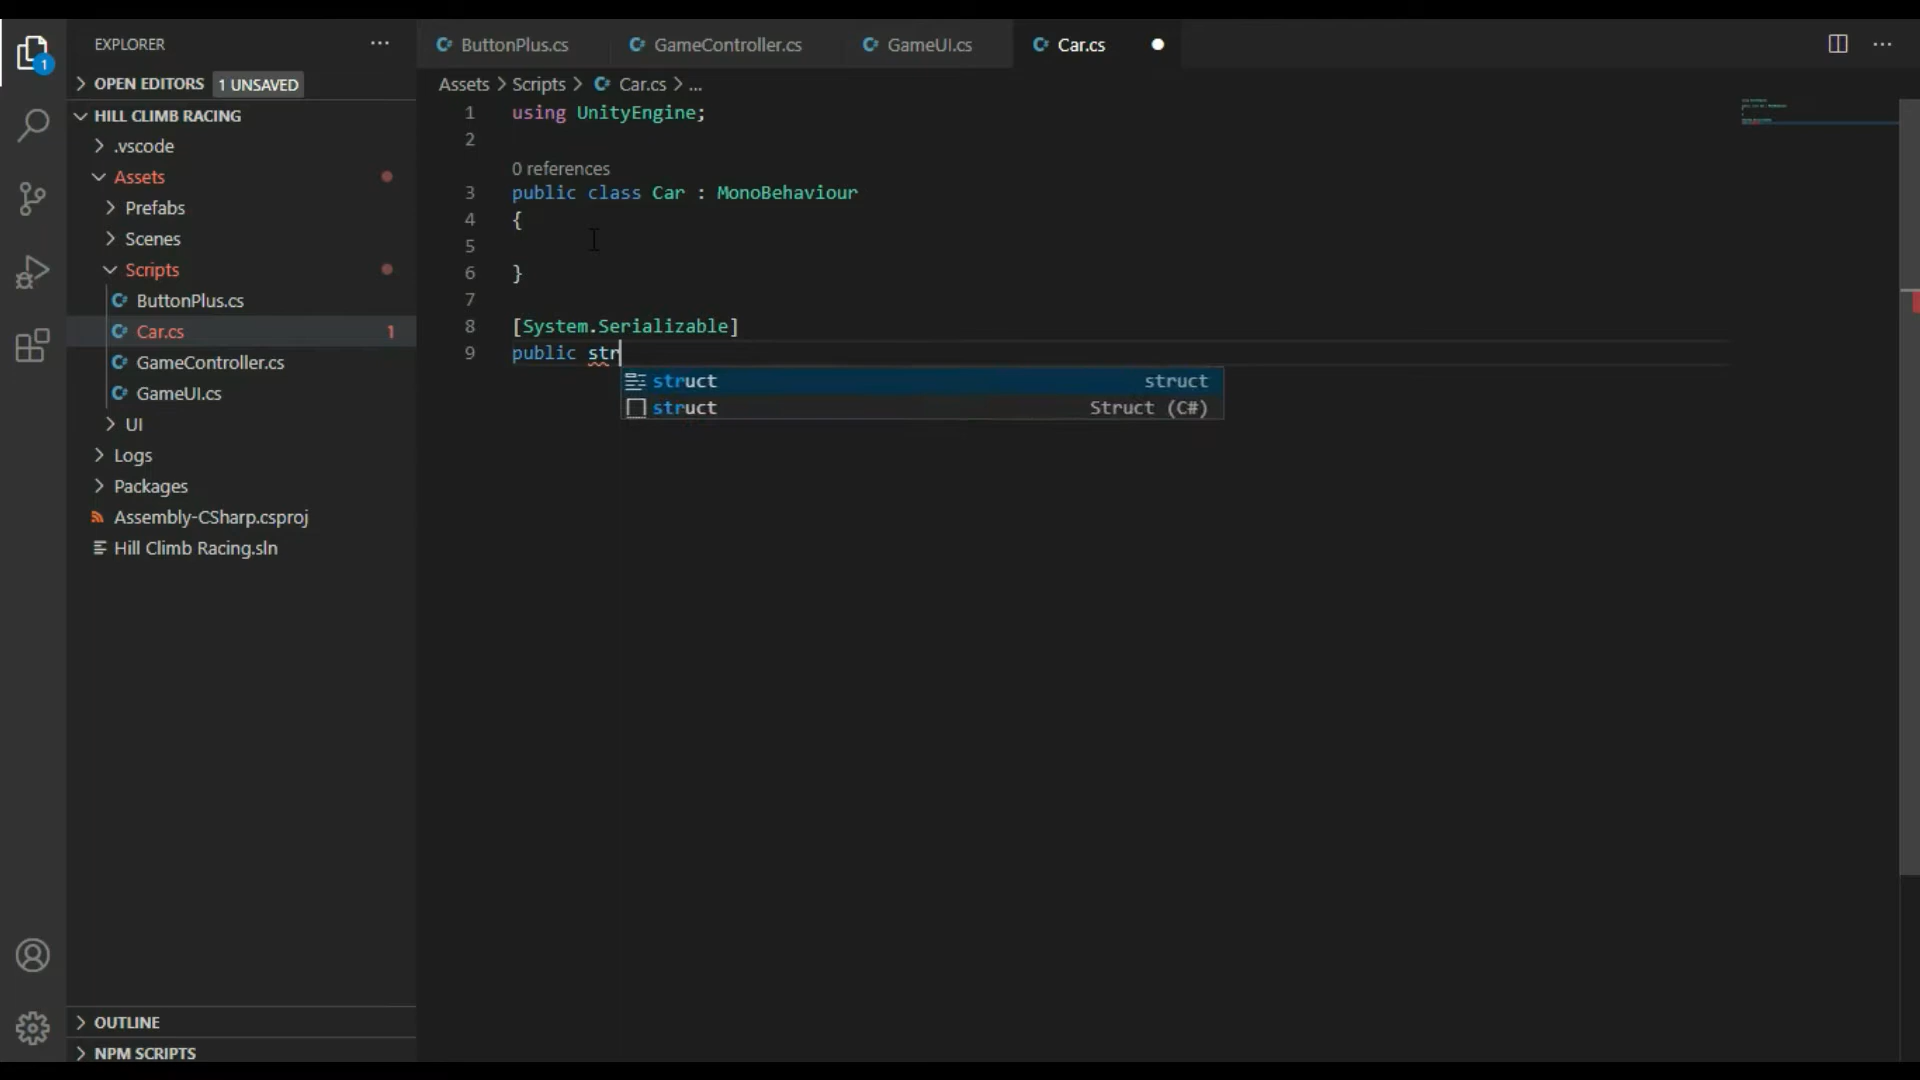 EXPLORER
1
OPEN EDITORS 1 UNSAVED
HILL CLIMB RACING
.vscode
Assets
Prefabs
Scenes
Scripts
ButtonPlus.cs
Car.cs 1
GameController.cs
GameUI.cs
UI
Logs
Packages
Assembly-CSharp.csproj
Hill Climb Racing.sln
OUTLINE
NPM SCRIPTS
ButtonPlus.cs GameController.cs GameUI.cs Car.cs
Assets > Scripts > Car.cs > ...
1 using UnityEngine;
2
0 references
3 public class Car : MonoBehaviour
4 {
5
6 }
7
8 [System.Serializable]
9 public str
struct struct
struct Struct (C#)